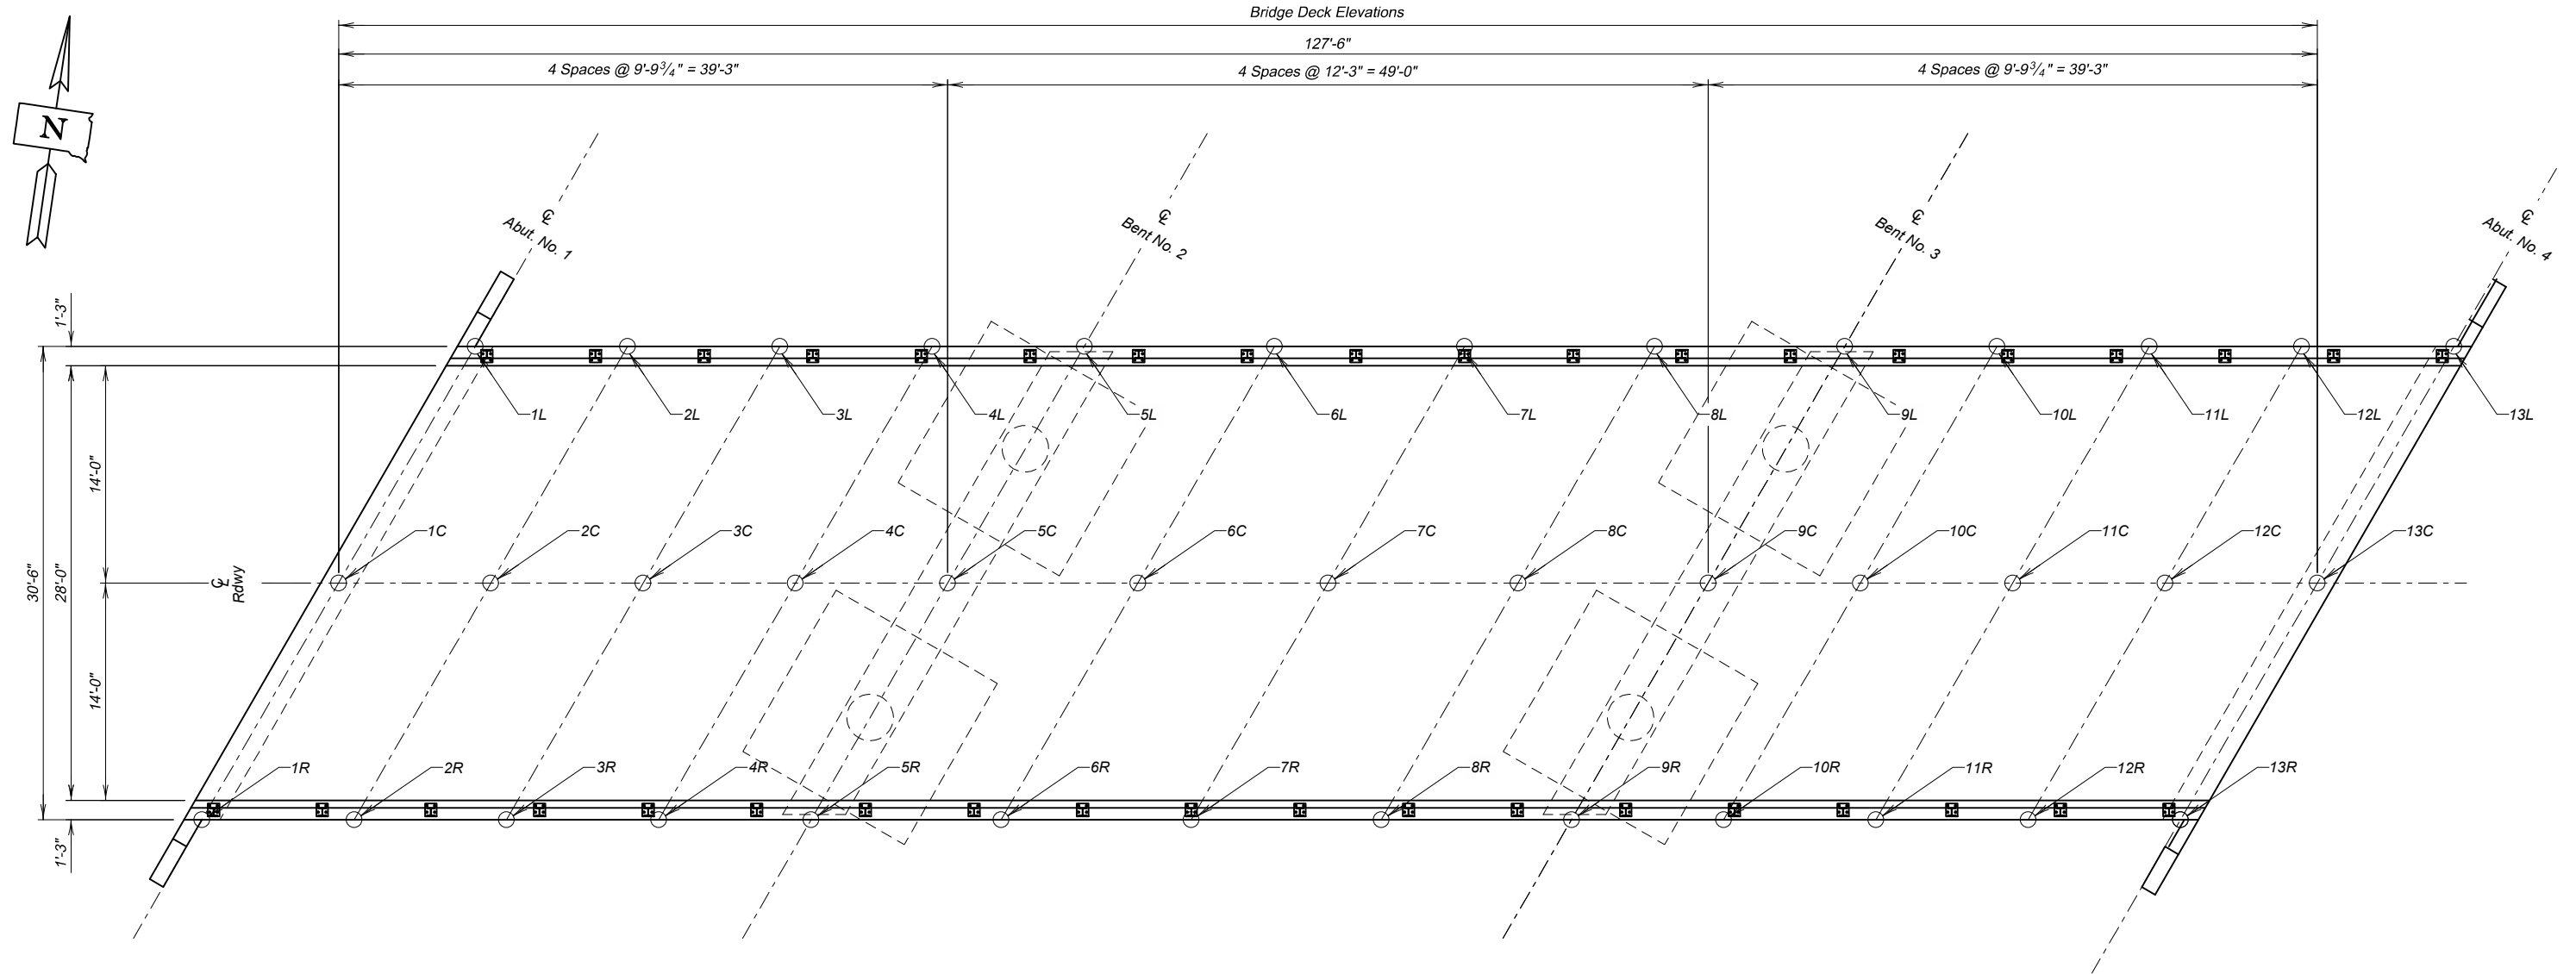 Bridge Deck Elevations
127'-6"
4 Spaces @ 9'-9 3/4" = 39'-3"
4 Spaces @ 12'-3" = 49'-0"
4 Spaces @ 9'-9 3/4" = 39'-3"
N
℄
Abut. No. 1
℄
Bent No. 2
℄
Bent No. 3
℄
Abut. No. 4
1'-3"
1L
2L
3L
4L
5L
6L
7L
8L
9L
10L
11L
12L
13L
14'-0"
1C
2C
3C
4C
5C
6C
7C
8C
9C
10C
11C
12C
13C
30'-6"
28'-0"
℄
Rdwy
14'-0"
1R
2R
3R
4R
5R
6R
7R
8R
9R
10R
11R
12R
13R
1'-3"